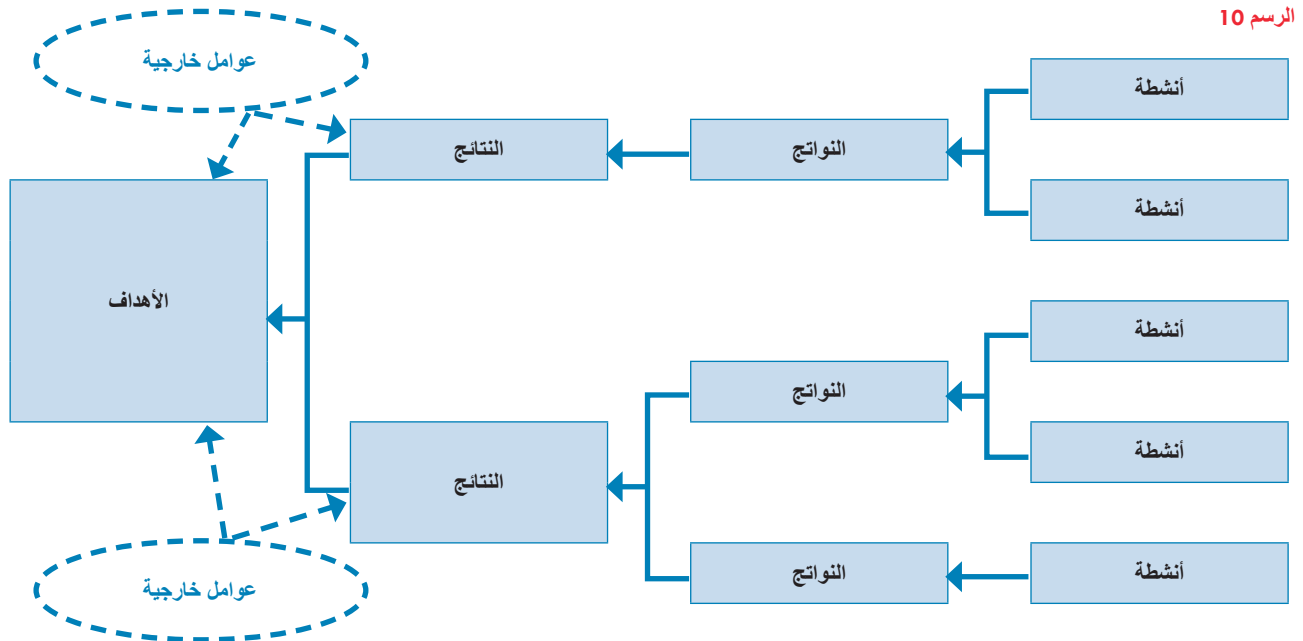 الرسم 10
أنشطة
أنشطة
أنشطة
أنشطة
أنشطة
النواتج
النواتج
النواتج
النتائج
النتائج
عوامل خارجية
الأهداف
عوامل خارجية